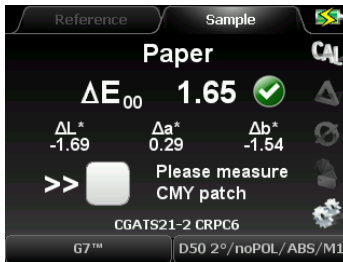 Reference Sample
Paper
CAL
ΔE00 1.65
ΔL* Δa* Δb*
-1.69 0.29 -1.54
>> Please measure
CMY patch
CGATS21-2 CRPC6
G7™ D50 2°/noPOL/ABS/M1